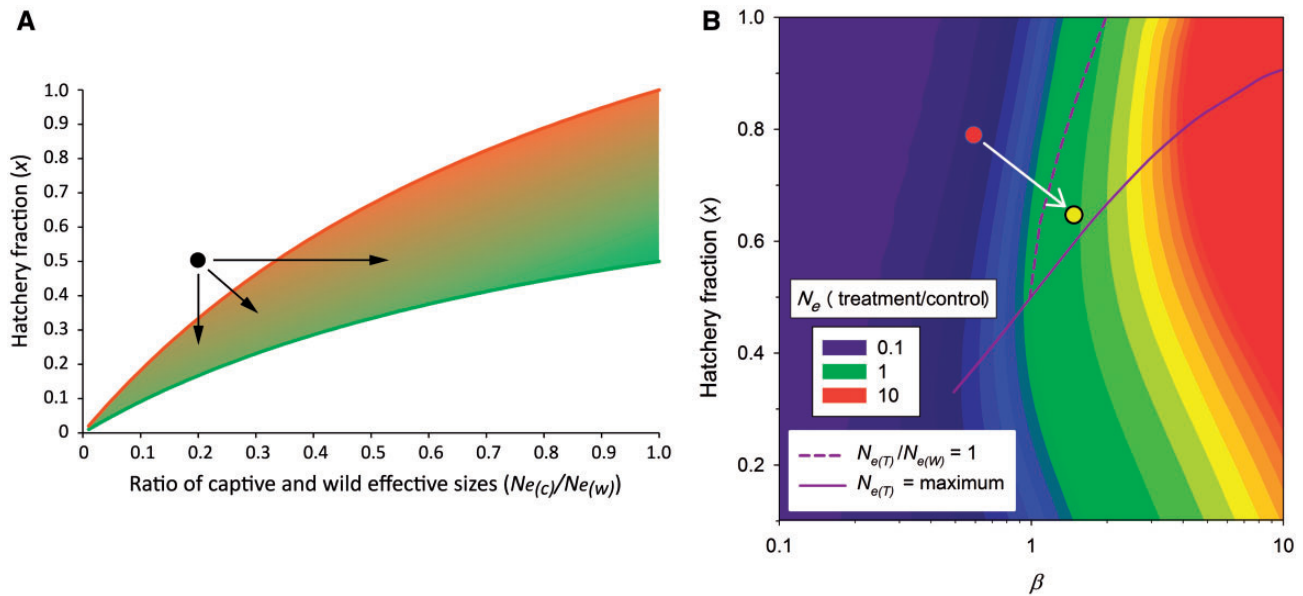 A
Hatchery fraction (x)
1.0
0.9
0.8
0.7
0.6
0.5
0.4
0.3
0.2
0.1
0
0 0.1 0.2 0.3 0.4 0.5 0.6 0.7 0.8 0.9 1.0
Ratio of captive and wild effective sizes (Ne(c)/Ne(w))
B
Hatchery fraction (x)
1.0
0.8
0.6
0.4
0.2
Ne ( treatment/control)
0.1
1
10
Ne(T)/Ne(W) = 1
Ne(T) = maximum
0.1 1 10
β